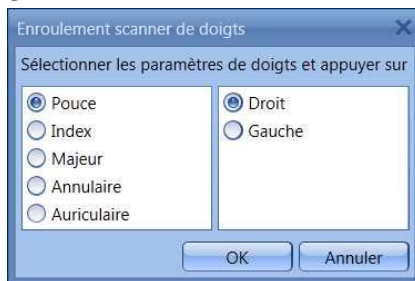 Enroulement scanner de doigts
Sélectionner les paramètres de doigts et appuyer sur
Pouce
Index
Majeur
Annulaire
Auriculaire
Droit
Gauche
OK
Annuler